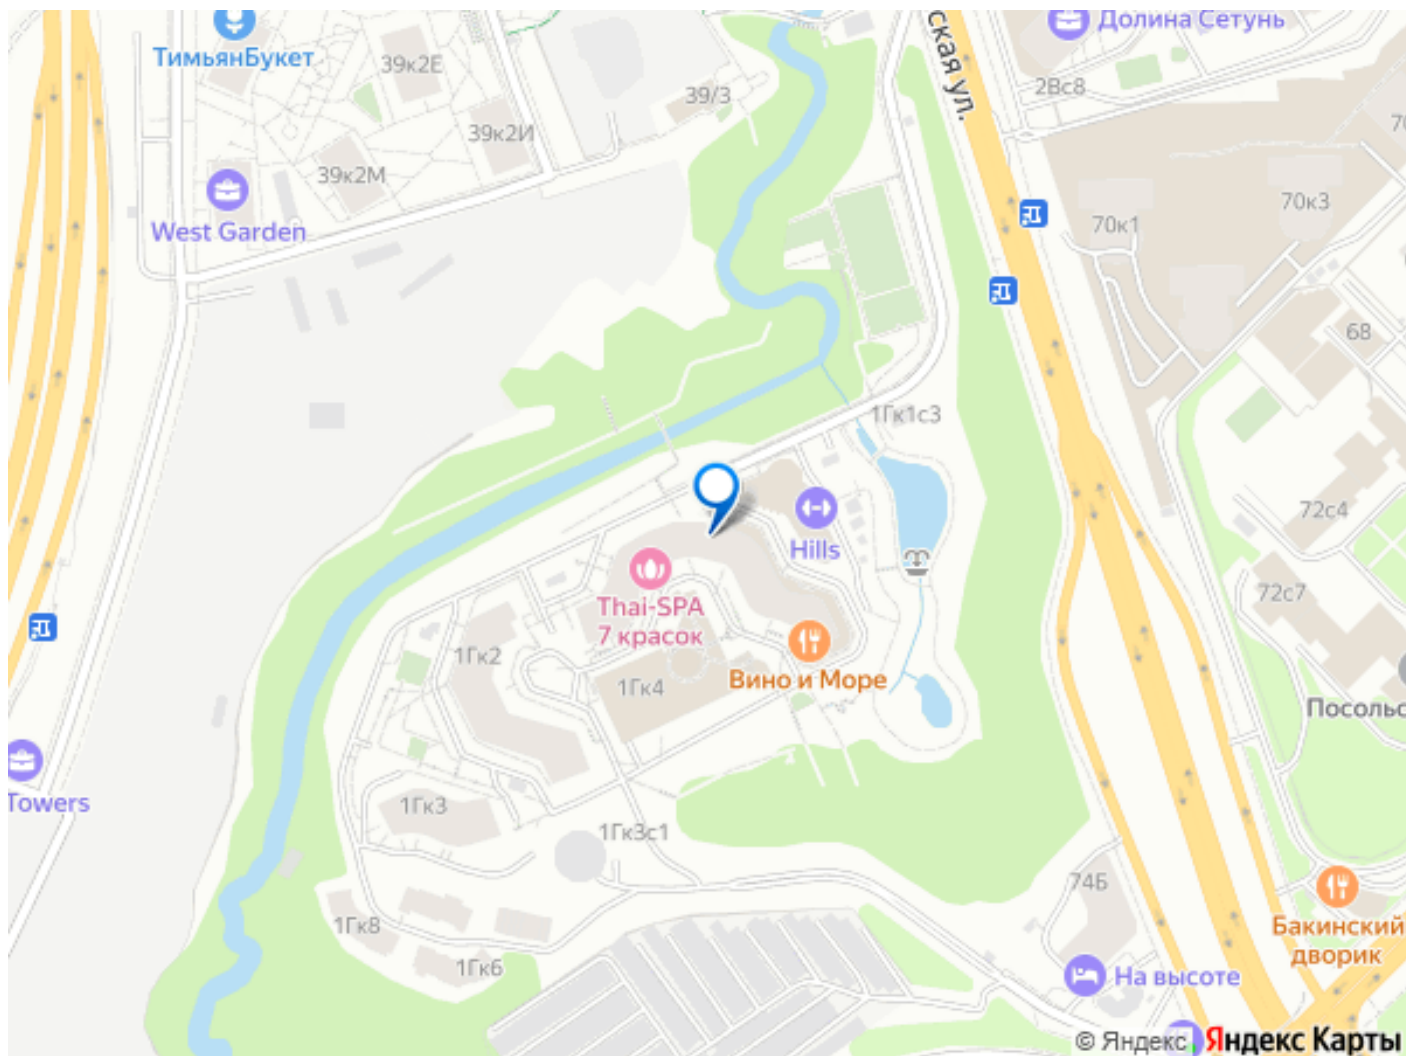 Долина Сетунь
ТимьянБукет
39к2Е
2Вс8
39/3
ская ул.
39к2И
39к2М
70к3
70к1
West Garden
68
1Гк1с3
72с4
Hills
72с7
Thai-SPA
7 красок
1Гк2
1Гк4
Вино и Море
Посольс
Towers
1Гк3
1Гк3с1
74Б
1Гк8
Бакинский
дворик
1Гк6
На высоте
© Яндекс Яндекс Карты